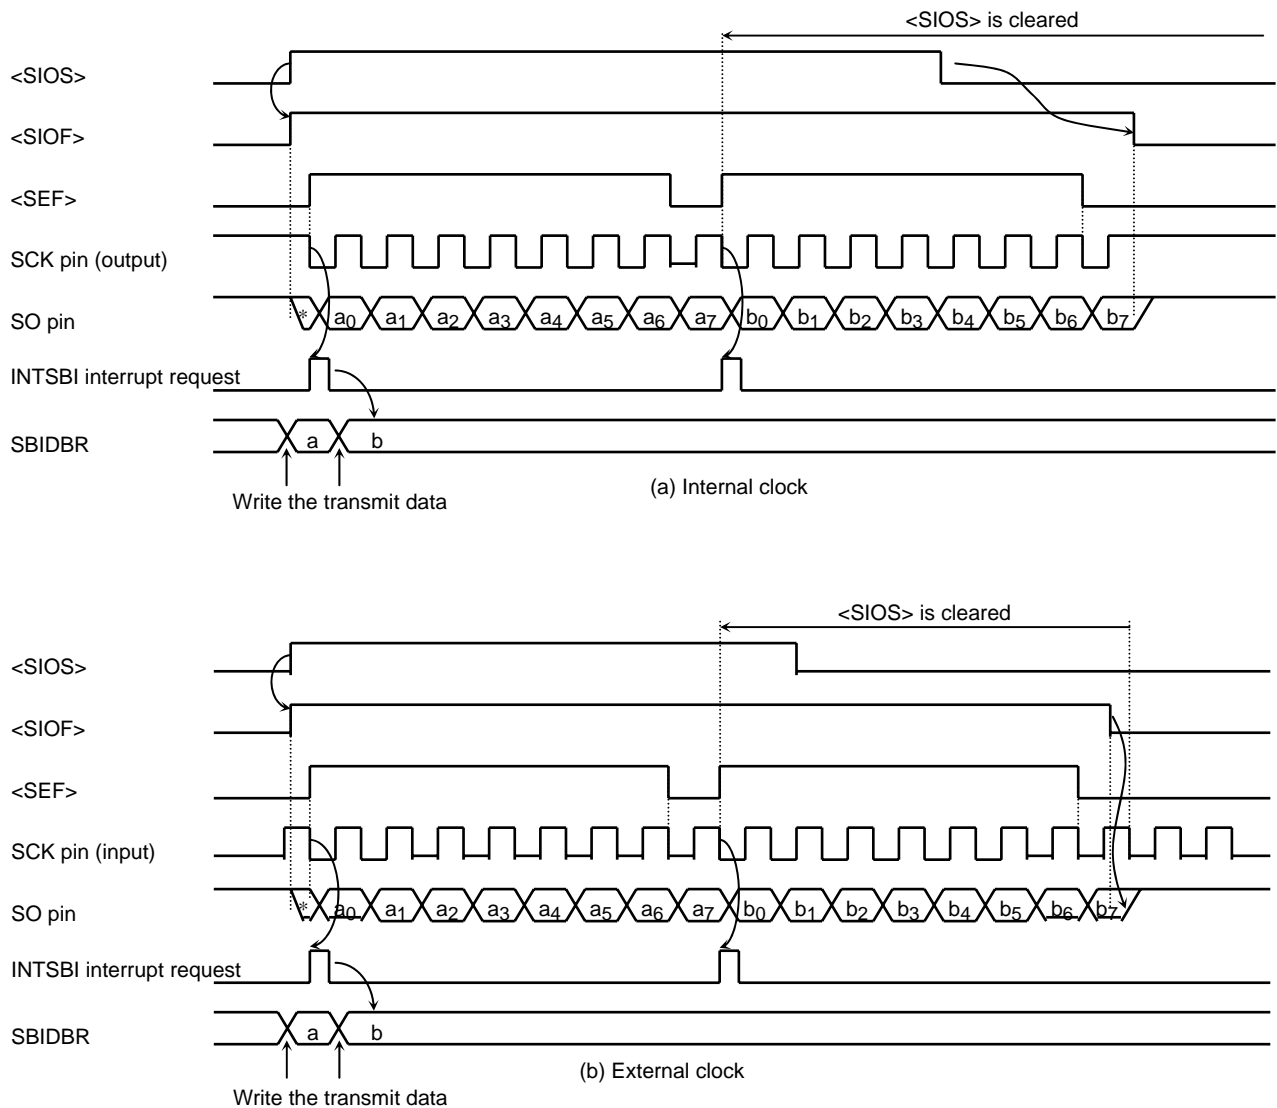 <SIOS> is cleared
<SIOS>
<SIOF>
<SEF>
SCK pin (output)
SO pin * a0 a1 a2 a3 a4 a5 a6 a7 b0 b1 b2 b3 b4 b5 b6 b7
INTSBI interrupt request
SBIDBR a b
Write the transmit data
(a) Internal clock
<SIOS> is cleared
<SIOS>
<SIOF>
<SEF>
SCK pin (input)
SO pin * a0 a1 a2 a3 a4 a5 a6 a7 b0 b1 b2 b3 b4 b5 b6 b7
INTSBI interrupt request
SBIDBR a b
(b) External clock
Write the transmit data